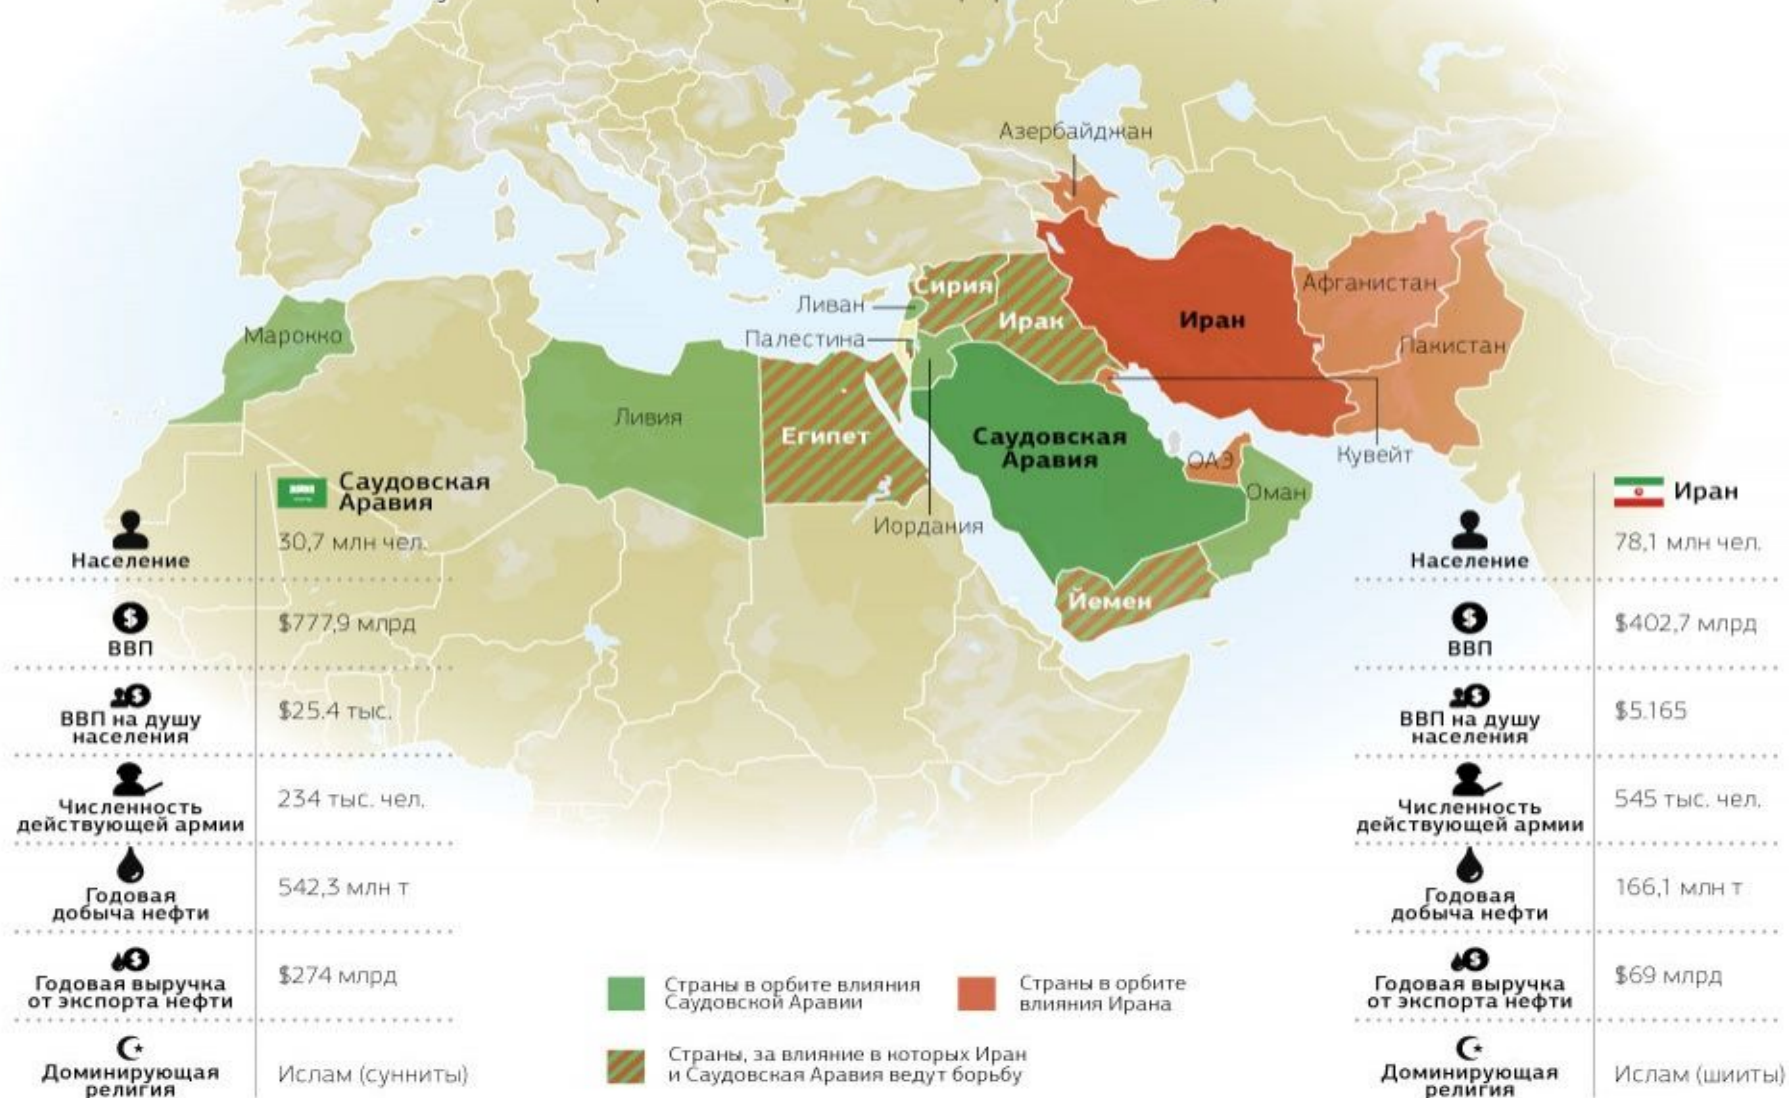 Азербайджан
Афганистан
Сирия
Ливан
Ирак
Иран
Марокко
Палестина
Пакистан
Ливия
Египет
Саудовская
Аравия
Кувейт
ОАЭ
Оман
Иордания
Йемен
Саудовская
Аравия
Население
30,7 млн чел.
ВВП
$777,9 млрд
ВВП на душу
населения
$25.4 тыс.
Численность
действующей армии
234 тыс. чел.
Годовая
добыча нефти
542,3 млн т
Годовая выручка
от экспорта нефти
$274 млрд
Доминирующая
религия
Ислам (сунниты)
Страны в орбите влияния
Саудовской Аравии
Страны в орбите
влияния Ирана
Страны, за влияние в которых Иран
и Саудовская Аравия ведут борьбу
Иран
Население
78,1 млн чел.
ВВП
$402,7 млрд
ВВП на душу
населения
$5.165
Численность
действующей армии
545 тыс. чел.
Годовая
добыча нефти
166,1 млн т
Годовая выручка
от экспорта нефти
$69 млрд
Доминирующая
религия
Ислам (шииты)